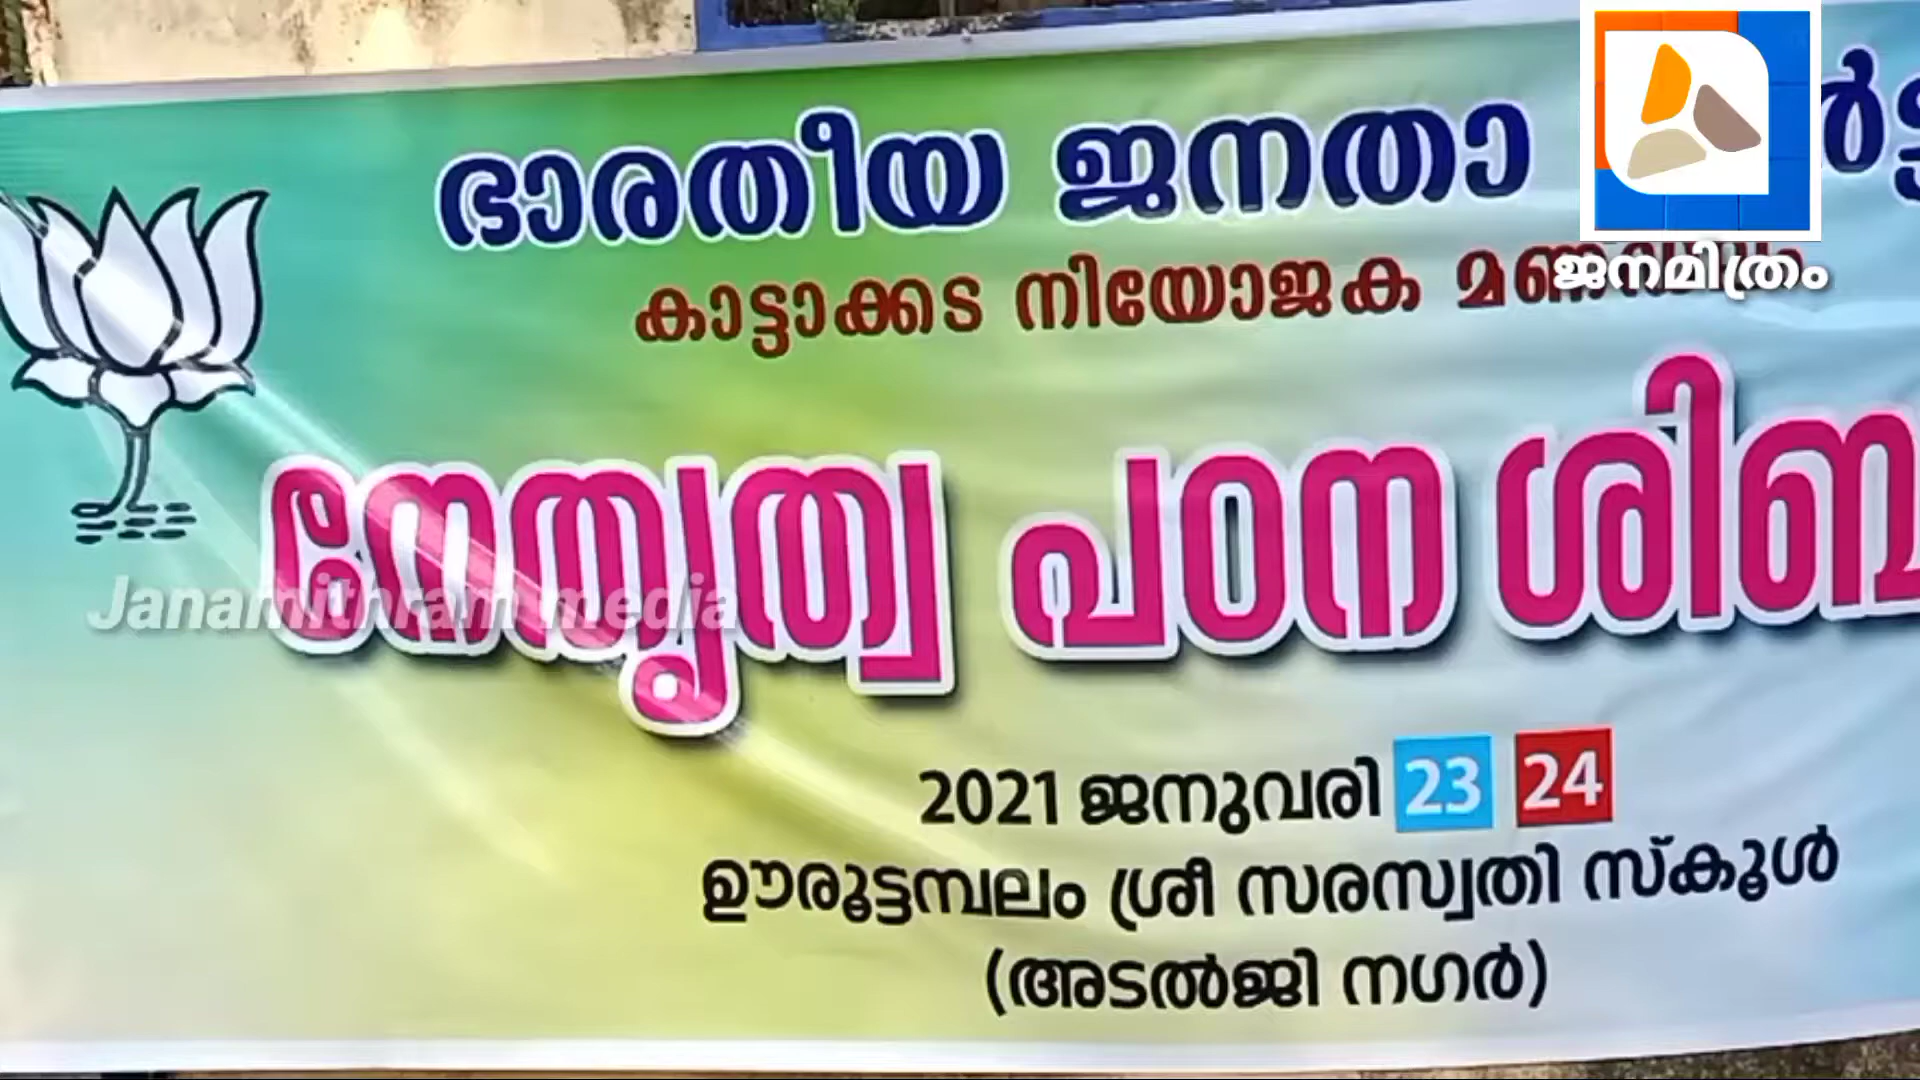 ഭാരതീയ ജനതാ
കാട്ടാക്കട നിയോജക
ജനമിത്രം
നേതൃത്വ പഠന ശിബ
Janamithram media
2021 ജനുവരി 23 24
ഊരൂട്ടമ്പലം ശ്രീ സരസ്വതി സ്കൂൾ
(അടൽജി നഗർ)